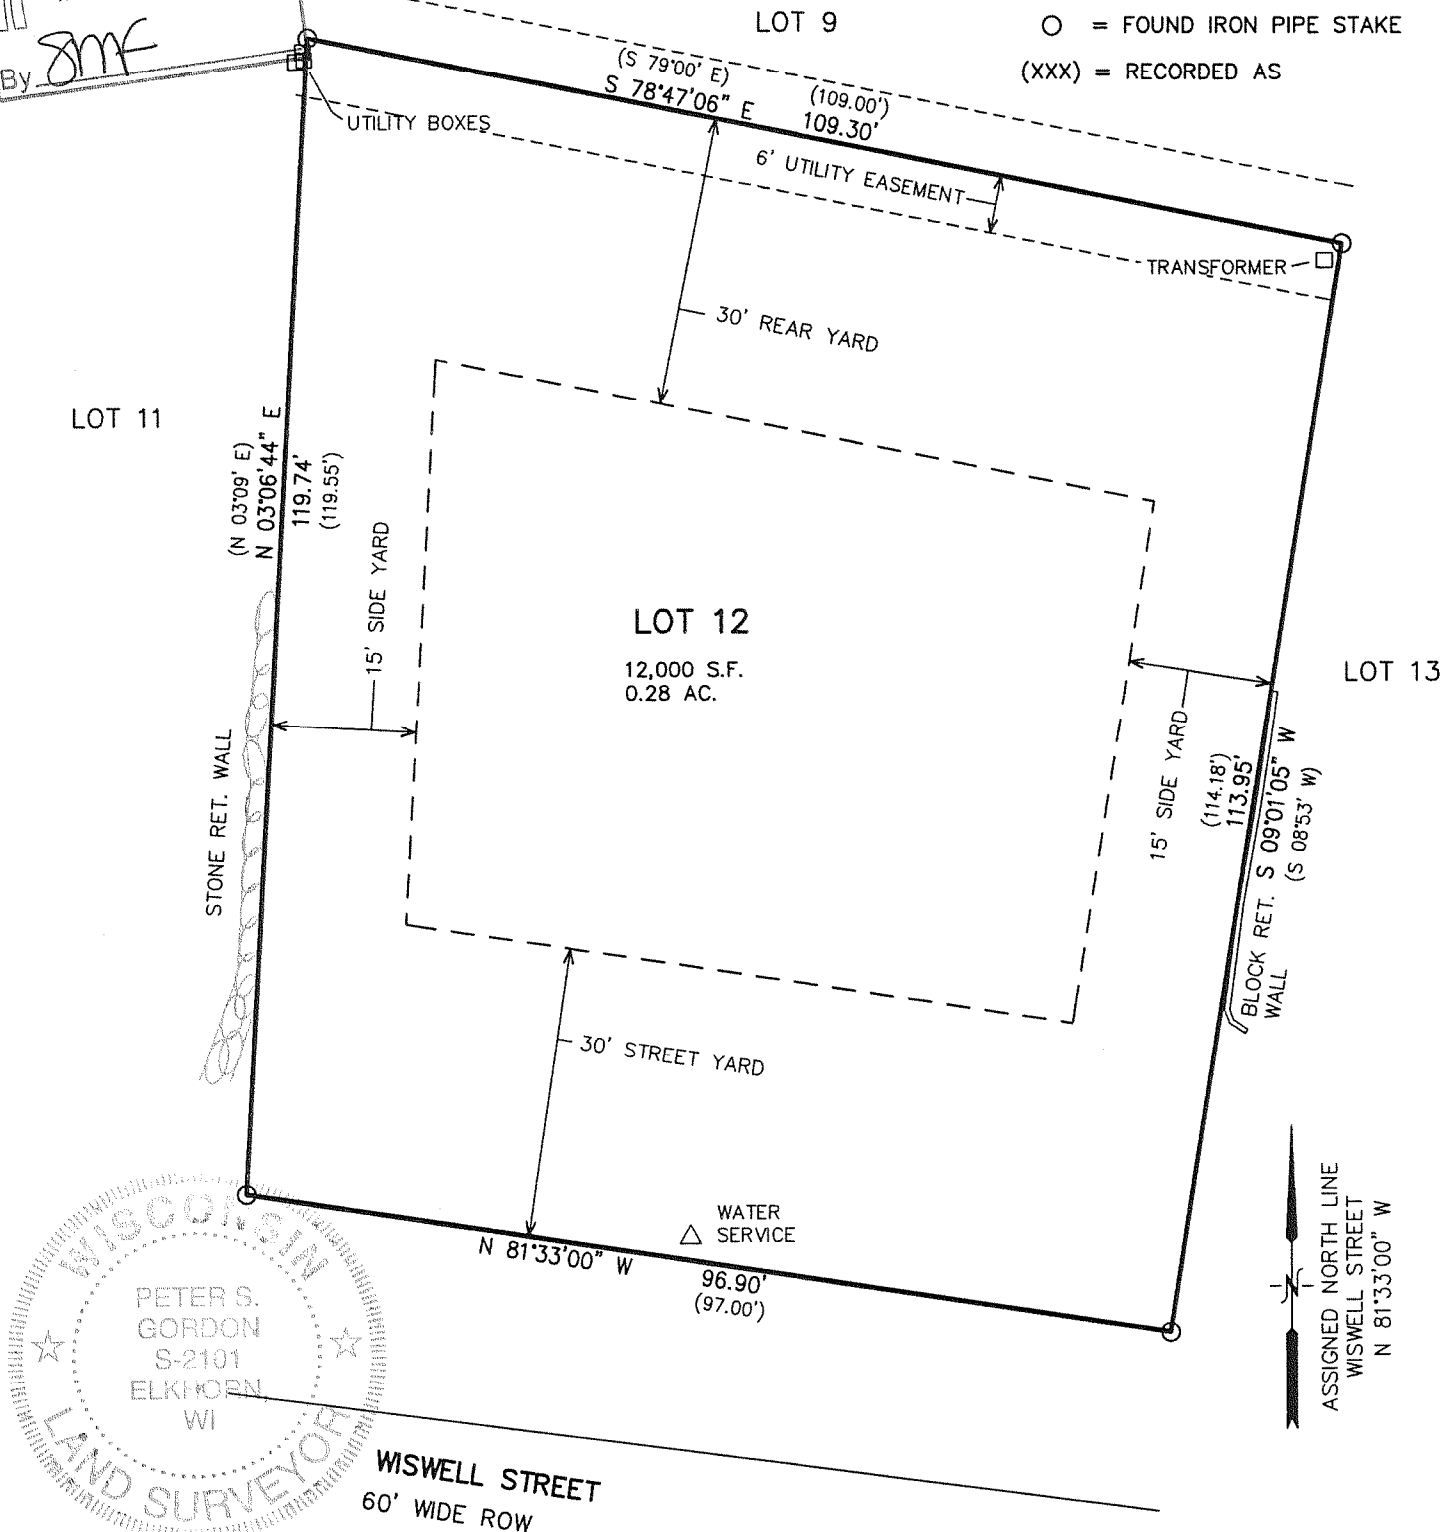 By SMF
LOT 9
O = FOUND IRON PIPE STAKE
(XXX) = RECORDED AS
(S 79°00' E)
S 78°47'06" E
(109.00')
109.30'
UTILITY BOXES
6' UTILITY EASEMENT
TRANSFORMER
30' REAR YARD
LOT 11
(N 03°09' E)
N 03°06'44" E
119.74'
(119.55')
15' SIDE YARD
LOT 12
12,000 S.F.
0.28 AC.
LOT 13
STONE RET. WALL
15' SIDE YARD
(114.18')
113.95'
S 09°01'05" W
(S 08°53' W)
BLOCK RET.
WALL
30' STREET YARD
WATER
SERVICE
N 81°33'00" W
96.90'
(97.00')
WISCONSIN
PETER S.
GORDON
S-2101
ELKHORN,
WI
LAND SURVEYOR
WISWELL STREET
60' WIDE ROW
N
ASSIGNED NORTH LINE
WISWELL STREET
N 81°33'00" W